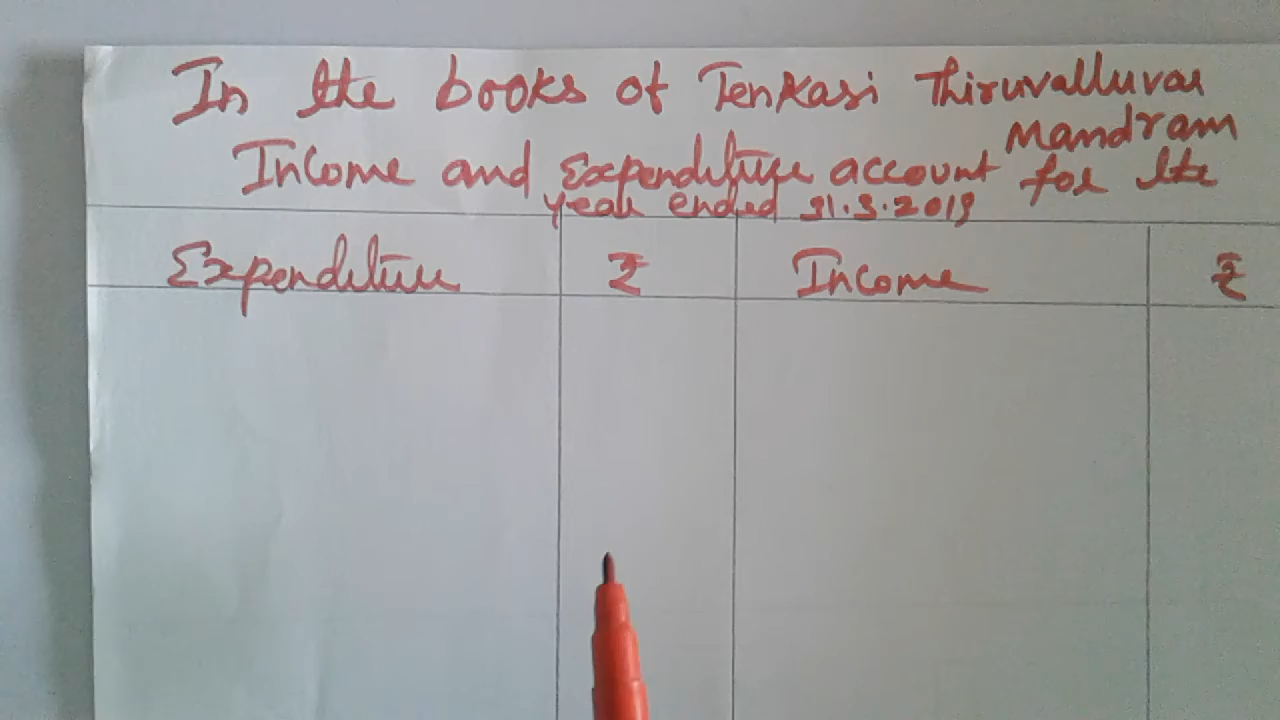 In the books of Tenkasi Thiruvalluvar
Mandram
Income and Expenditure account for the
year ended 31.3.2019
Expenditure ₹ Income ₹